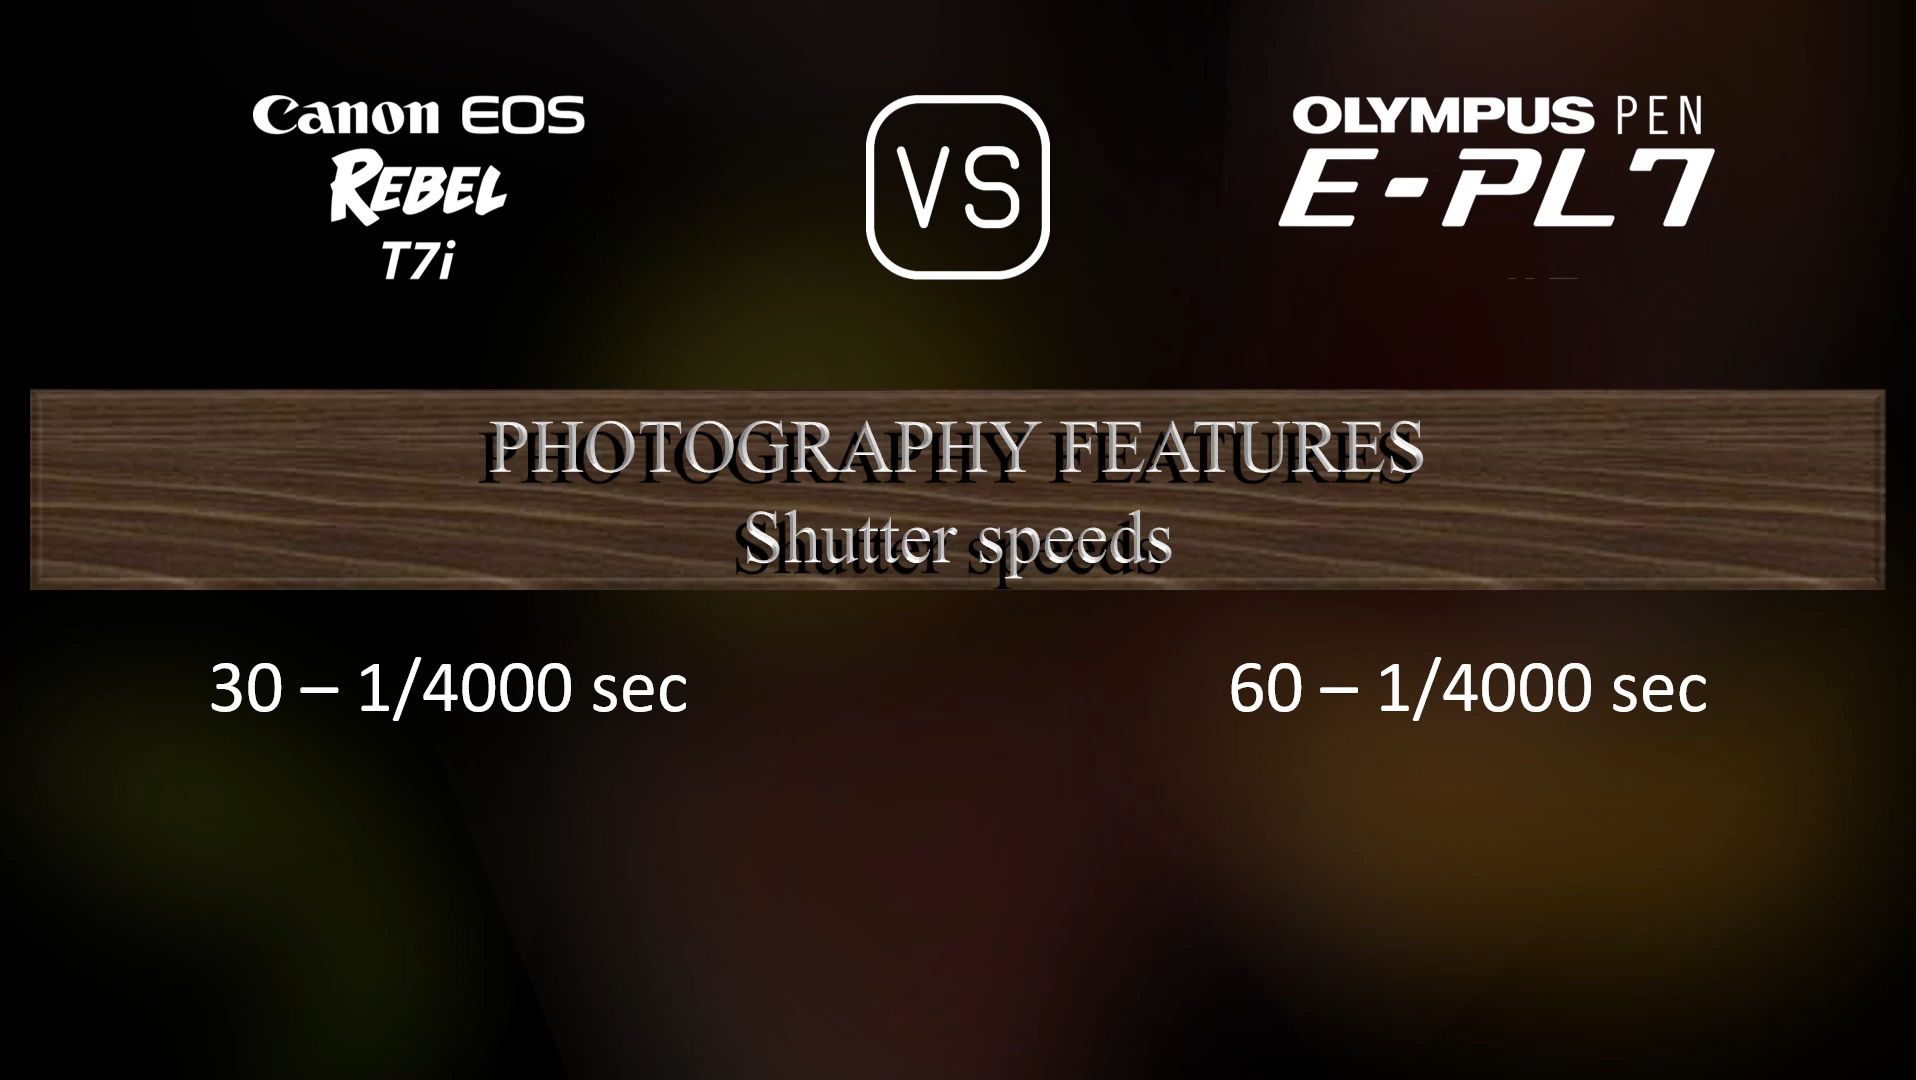 Canon EOS
REBEL
T7i
VS
OLYMPUS PEN
E-PL7
PHOTOGRAPHY FEATURES
Shutter speeds
30 – 1/4000 sec
60 – 1/4000 sec